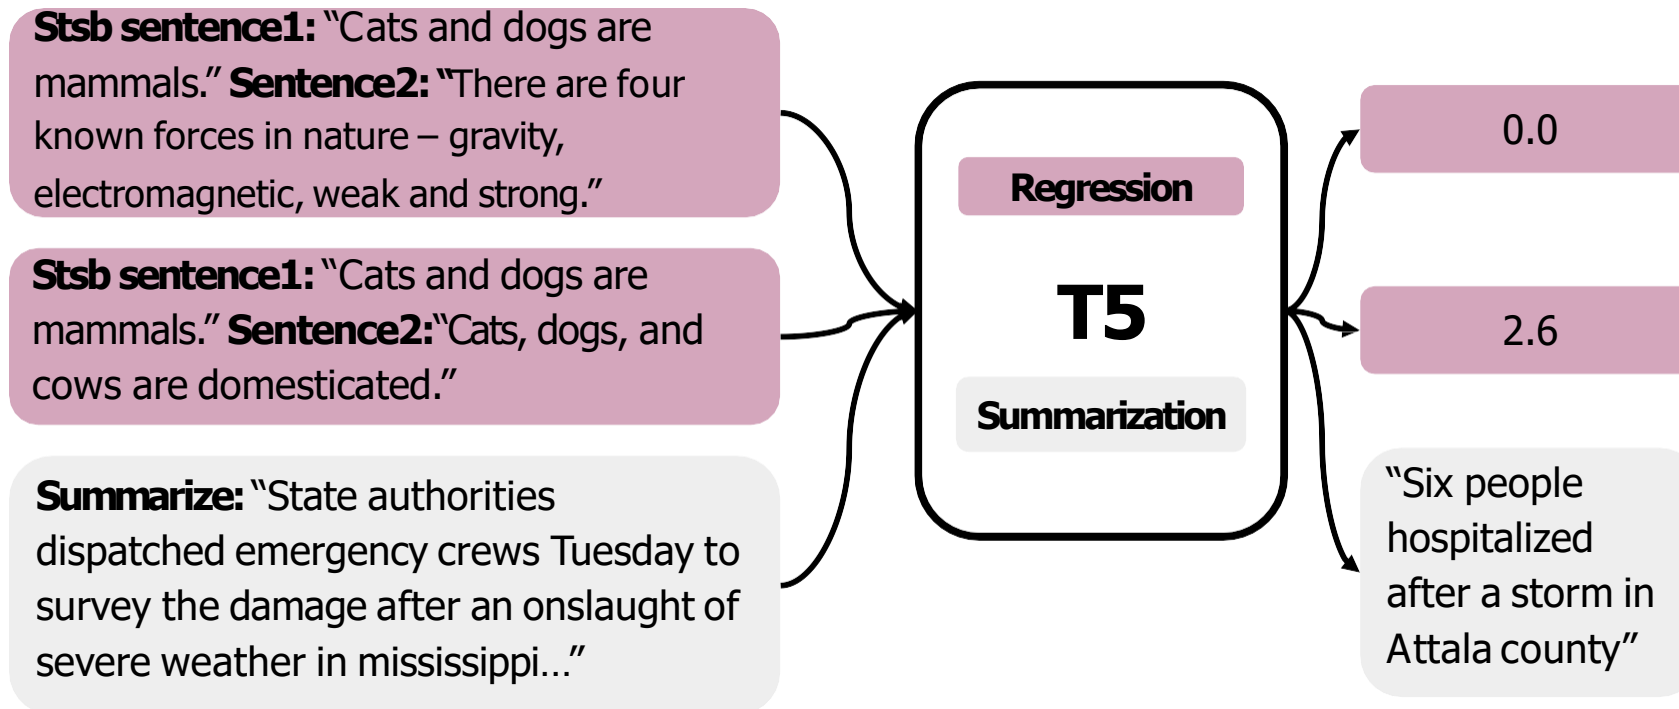 Stsb sentence1: “Cats and dogs are
mammals.” Sentence2: “There are four
known forces in nature – gravity,
electromagnetic, weak and strong.”
Stsb sentence1: “Cats and dogs are
mammals.” Sentence2:“Cats, dogs, and
cows are domesticated.”
Summarize: “State authorities
dispatched emergency crews Tuesday to
survey the damage after an onslaught of
severe weather in mississippi…”
Regression
T5
Summarization
0.0
2.6
“Six people
hospitalized
after a storm in
Attala county”